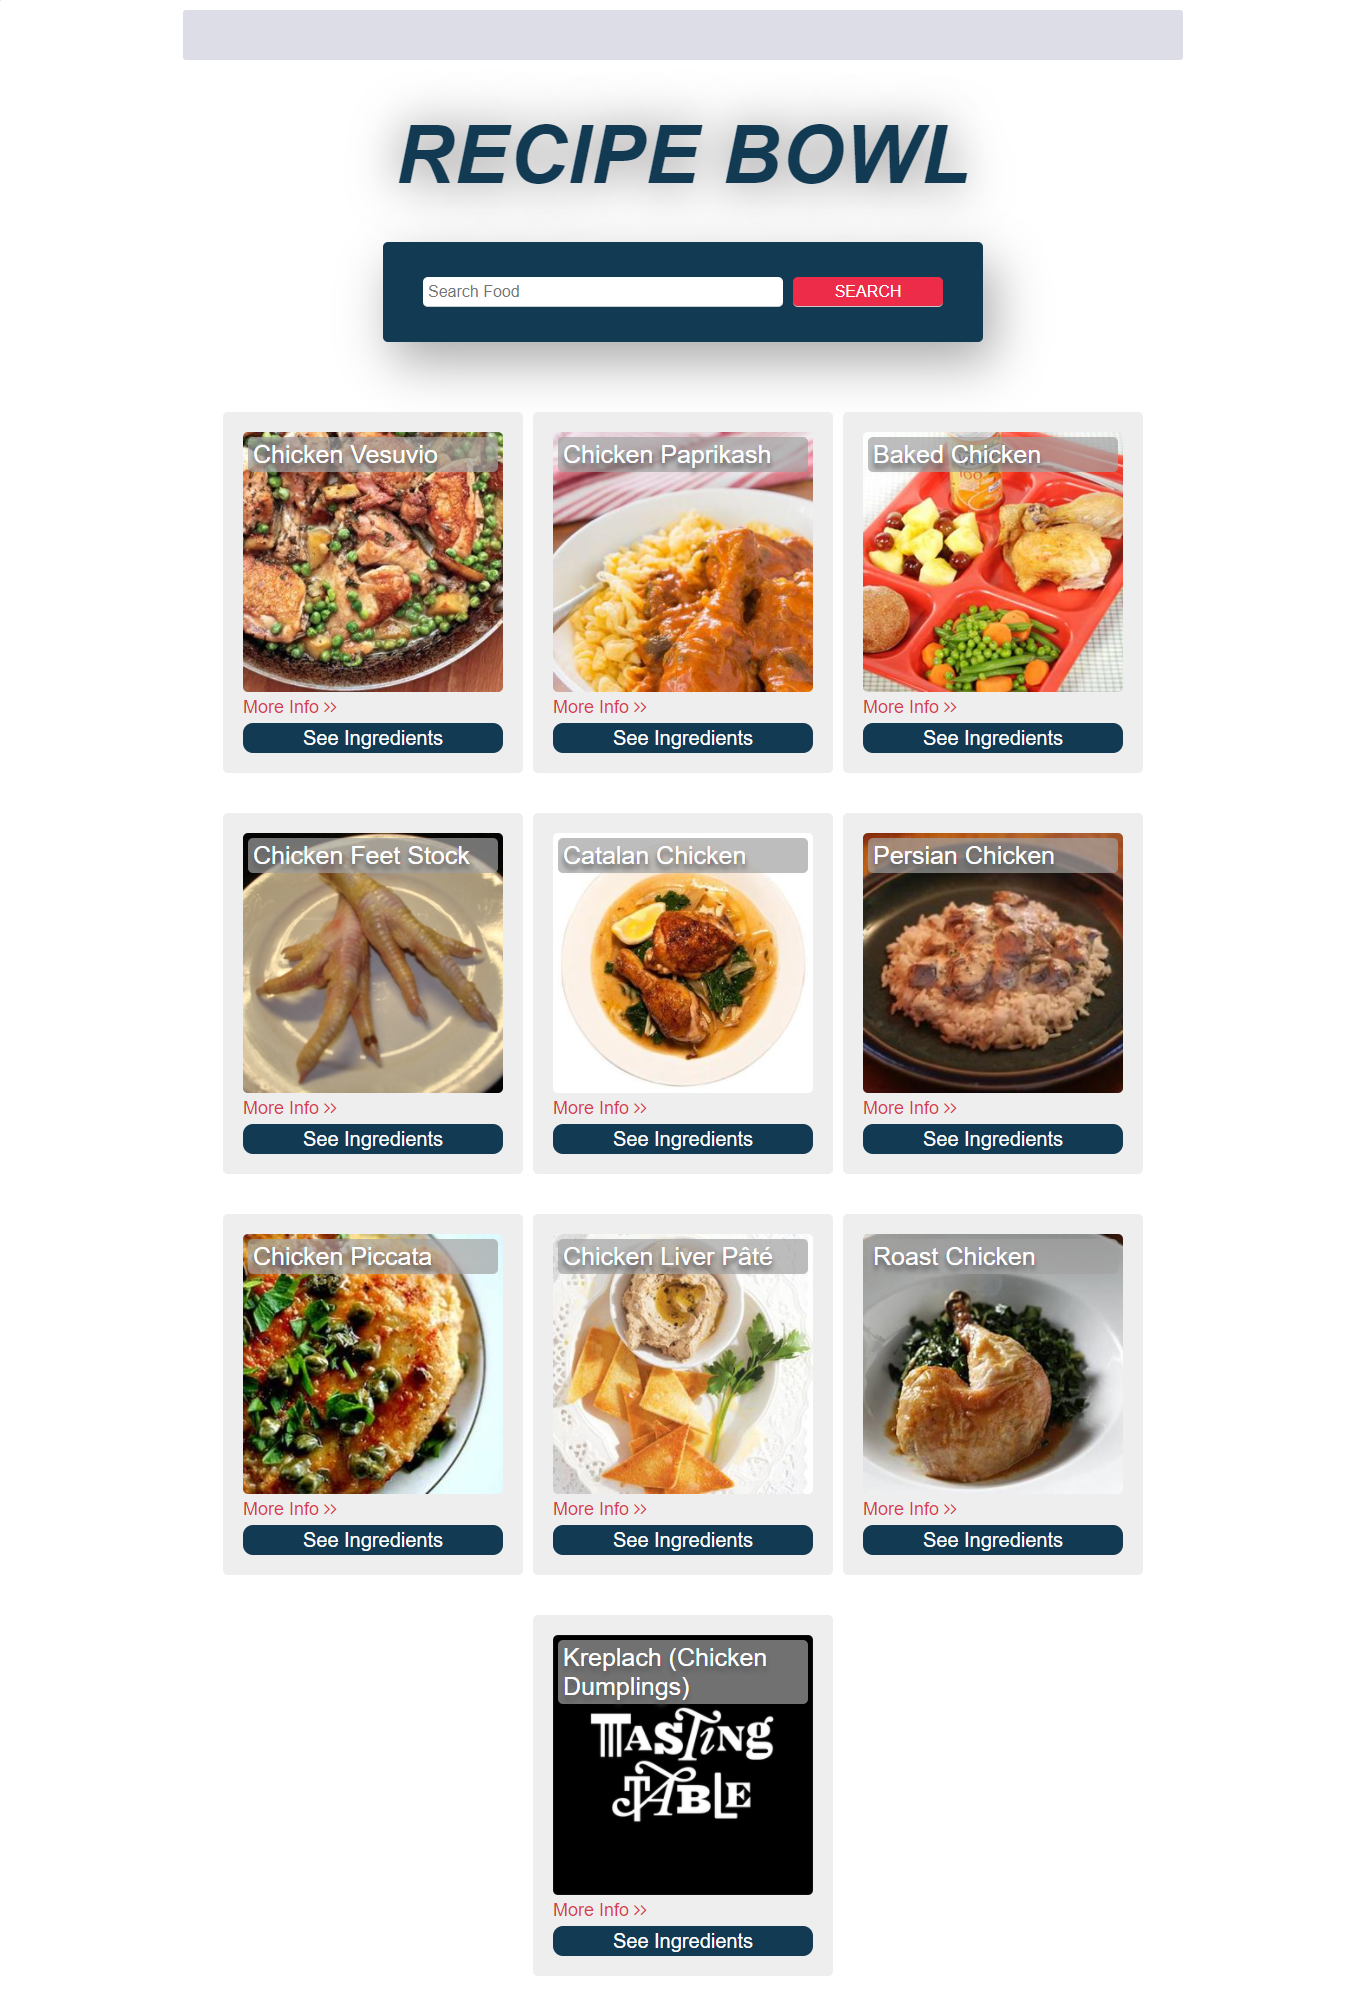 RECIPE BOWL
Search Food
SEARCH
Chicken Vesuvio
More Info >>
See Ingredients
Chicken Paprikash
More Info >>
See Ingredients
Baked Chicken
100
More Info >>
See Ingredients
Chicken Feet Stock
More Info >>
See Ingredients
Catalan Chicken
More Info >>
See Ingredients
Persian Chicken
More Info >>
See Ingredients
Chicken Piccata
More Info >>
See Ingredients
Chicken Liver Pâté
More Info >>
See Ingredients
Roast Chicken
More Info >>
See Ingredients
Kreplach (Chicken
Dumplings)
TASTING
TABLE
More Info >>
See Ingredients